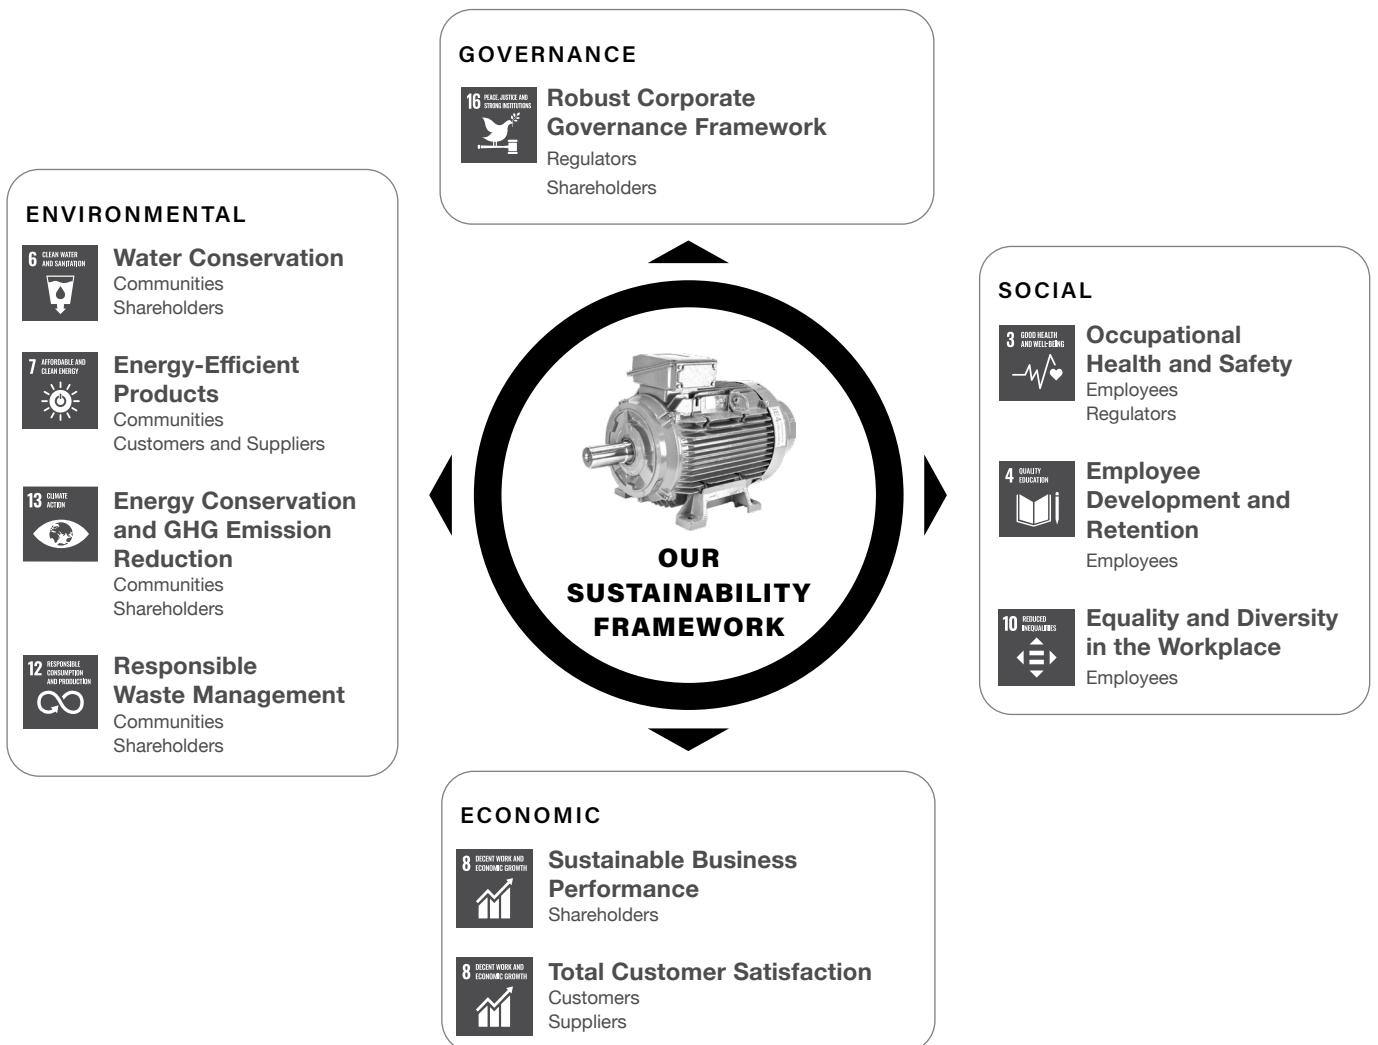 GOVERNANCE
16 PEACE, JUSTICE AND
STRONG INSTITUTIONS
Robust Corporate
Governance Framework
Regulators
Shareholders
ENVIRONMENTAL
6 CLEAN WATER
AND SANITATION
Water Conservation
Communities
Shareholders
7 AFFORDABLE AND
CLEAN ENERGY
Energy-Efficient
Products
Communities
Customers and Suppliers
13 CLIMATE
ACTION
Energy Conservation
and GHG Emission
Reduction
Communities
Shareholders
12 RESPONSIBLE
CONSUMPTION
AND PRODUCTION
Responsible
Waste Management
Communities
Shareholders
OUR
SUSTAINABILITY
FRAMEWORK
SOCIAL
3 GOOD HEALTH
AND WELL-BEING
Occupational
Health and Safety
Employees
Regulators
4 QUALITY
EDUCATION
Employee
Development and
Retention
Employees
10 REDUCED
INEQUALITIES
Equality and Diversity
in the Workplace
Employees
ECONOMIC
8 DECENT WORK AND
ECONOMIC GROWTH
Sustainable Business
Performance
Shareholders
8 DECENT WORK AND
ECONOMIC GROWTH
Total Customer Satisfaction
Customers
Suppliers